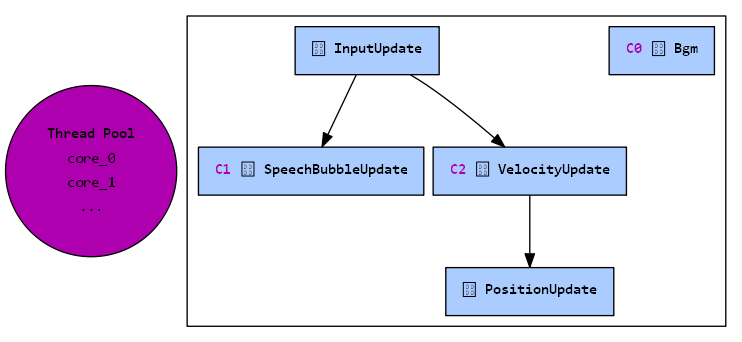 Thread Pool
core_0
core_1
...
InputUpdate
C0 Bgm
C1 SpeechBubbleUpdate
C2 VelocityUpdate
PositionUpdate